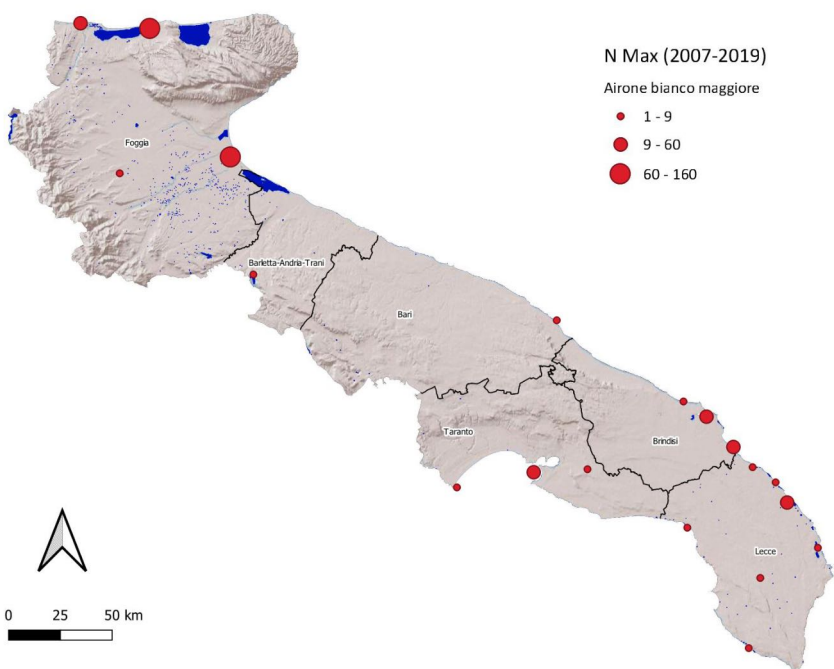 N Max (2007-2019)
Airone bianco maggiore
1 - 9
9 - 60
60 - 160
Foggia
Barletta-Andria-Trani
Bari
Taranto
Brindisi
Lecce
0 25 50 km